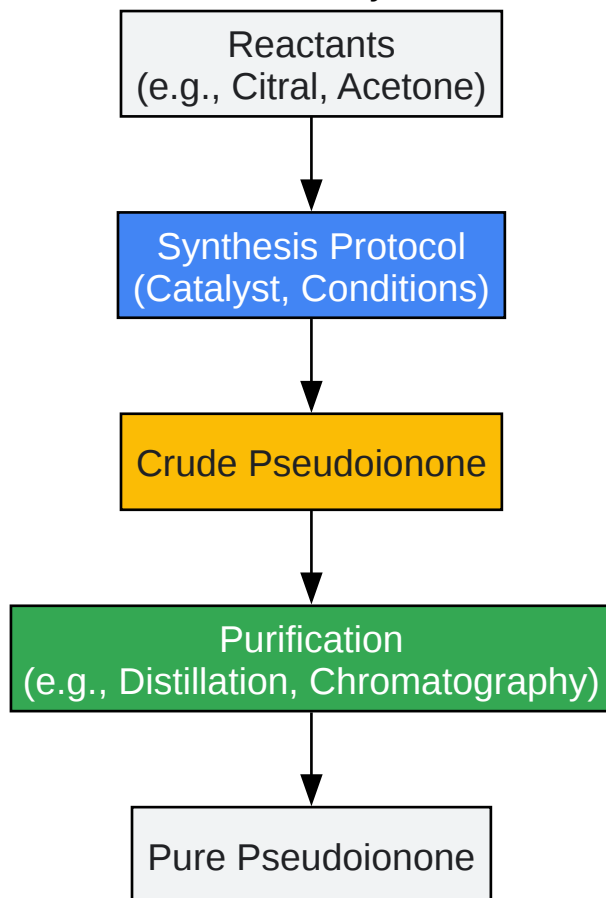 Reactants
(e.g., Citral, Acetone)
Synthesis Protocol
(Catalyst, Conditions)
Crude Pseudoionone
Purification
(e.g., Distillation, Chromatography)
Pure Pseudoionone